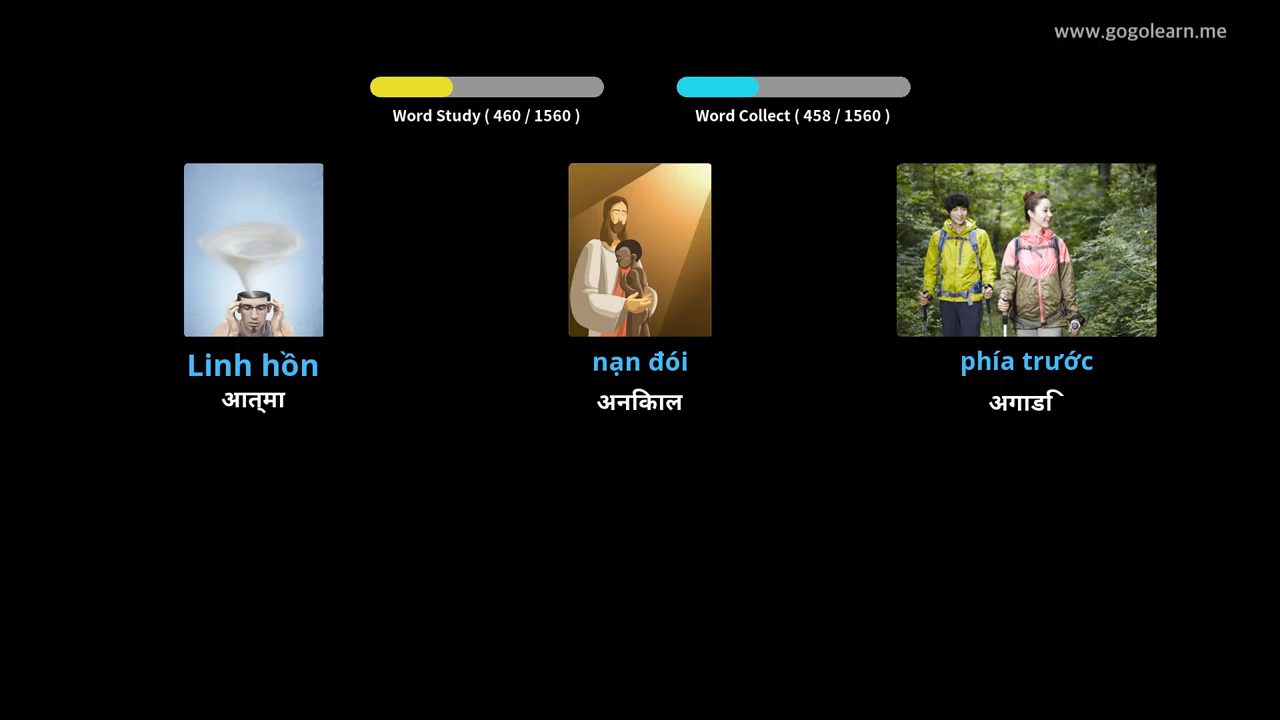 www.gogolearn.me
Word Study ( 460 / 1560 )
Word Collect ( 458 / 1560 )
Linh hồn
nạn đói
phía trước
आत्‌मा
अनिकाल
अगाडि